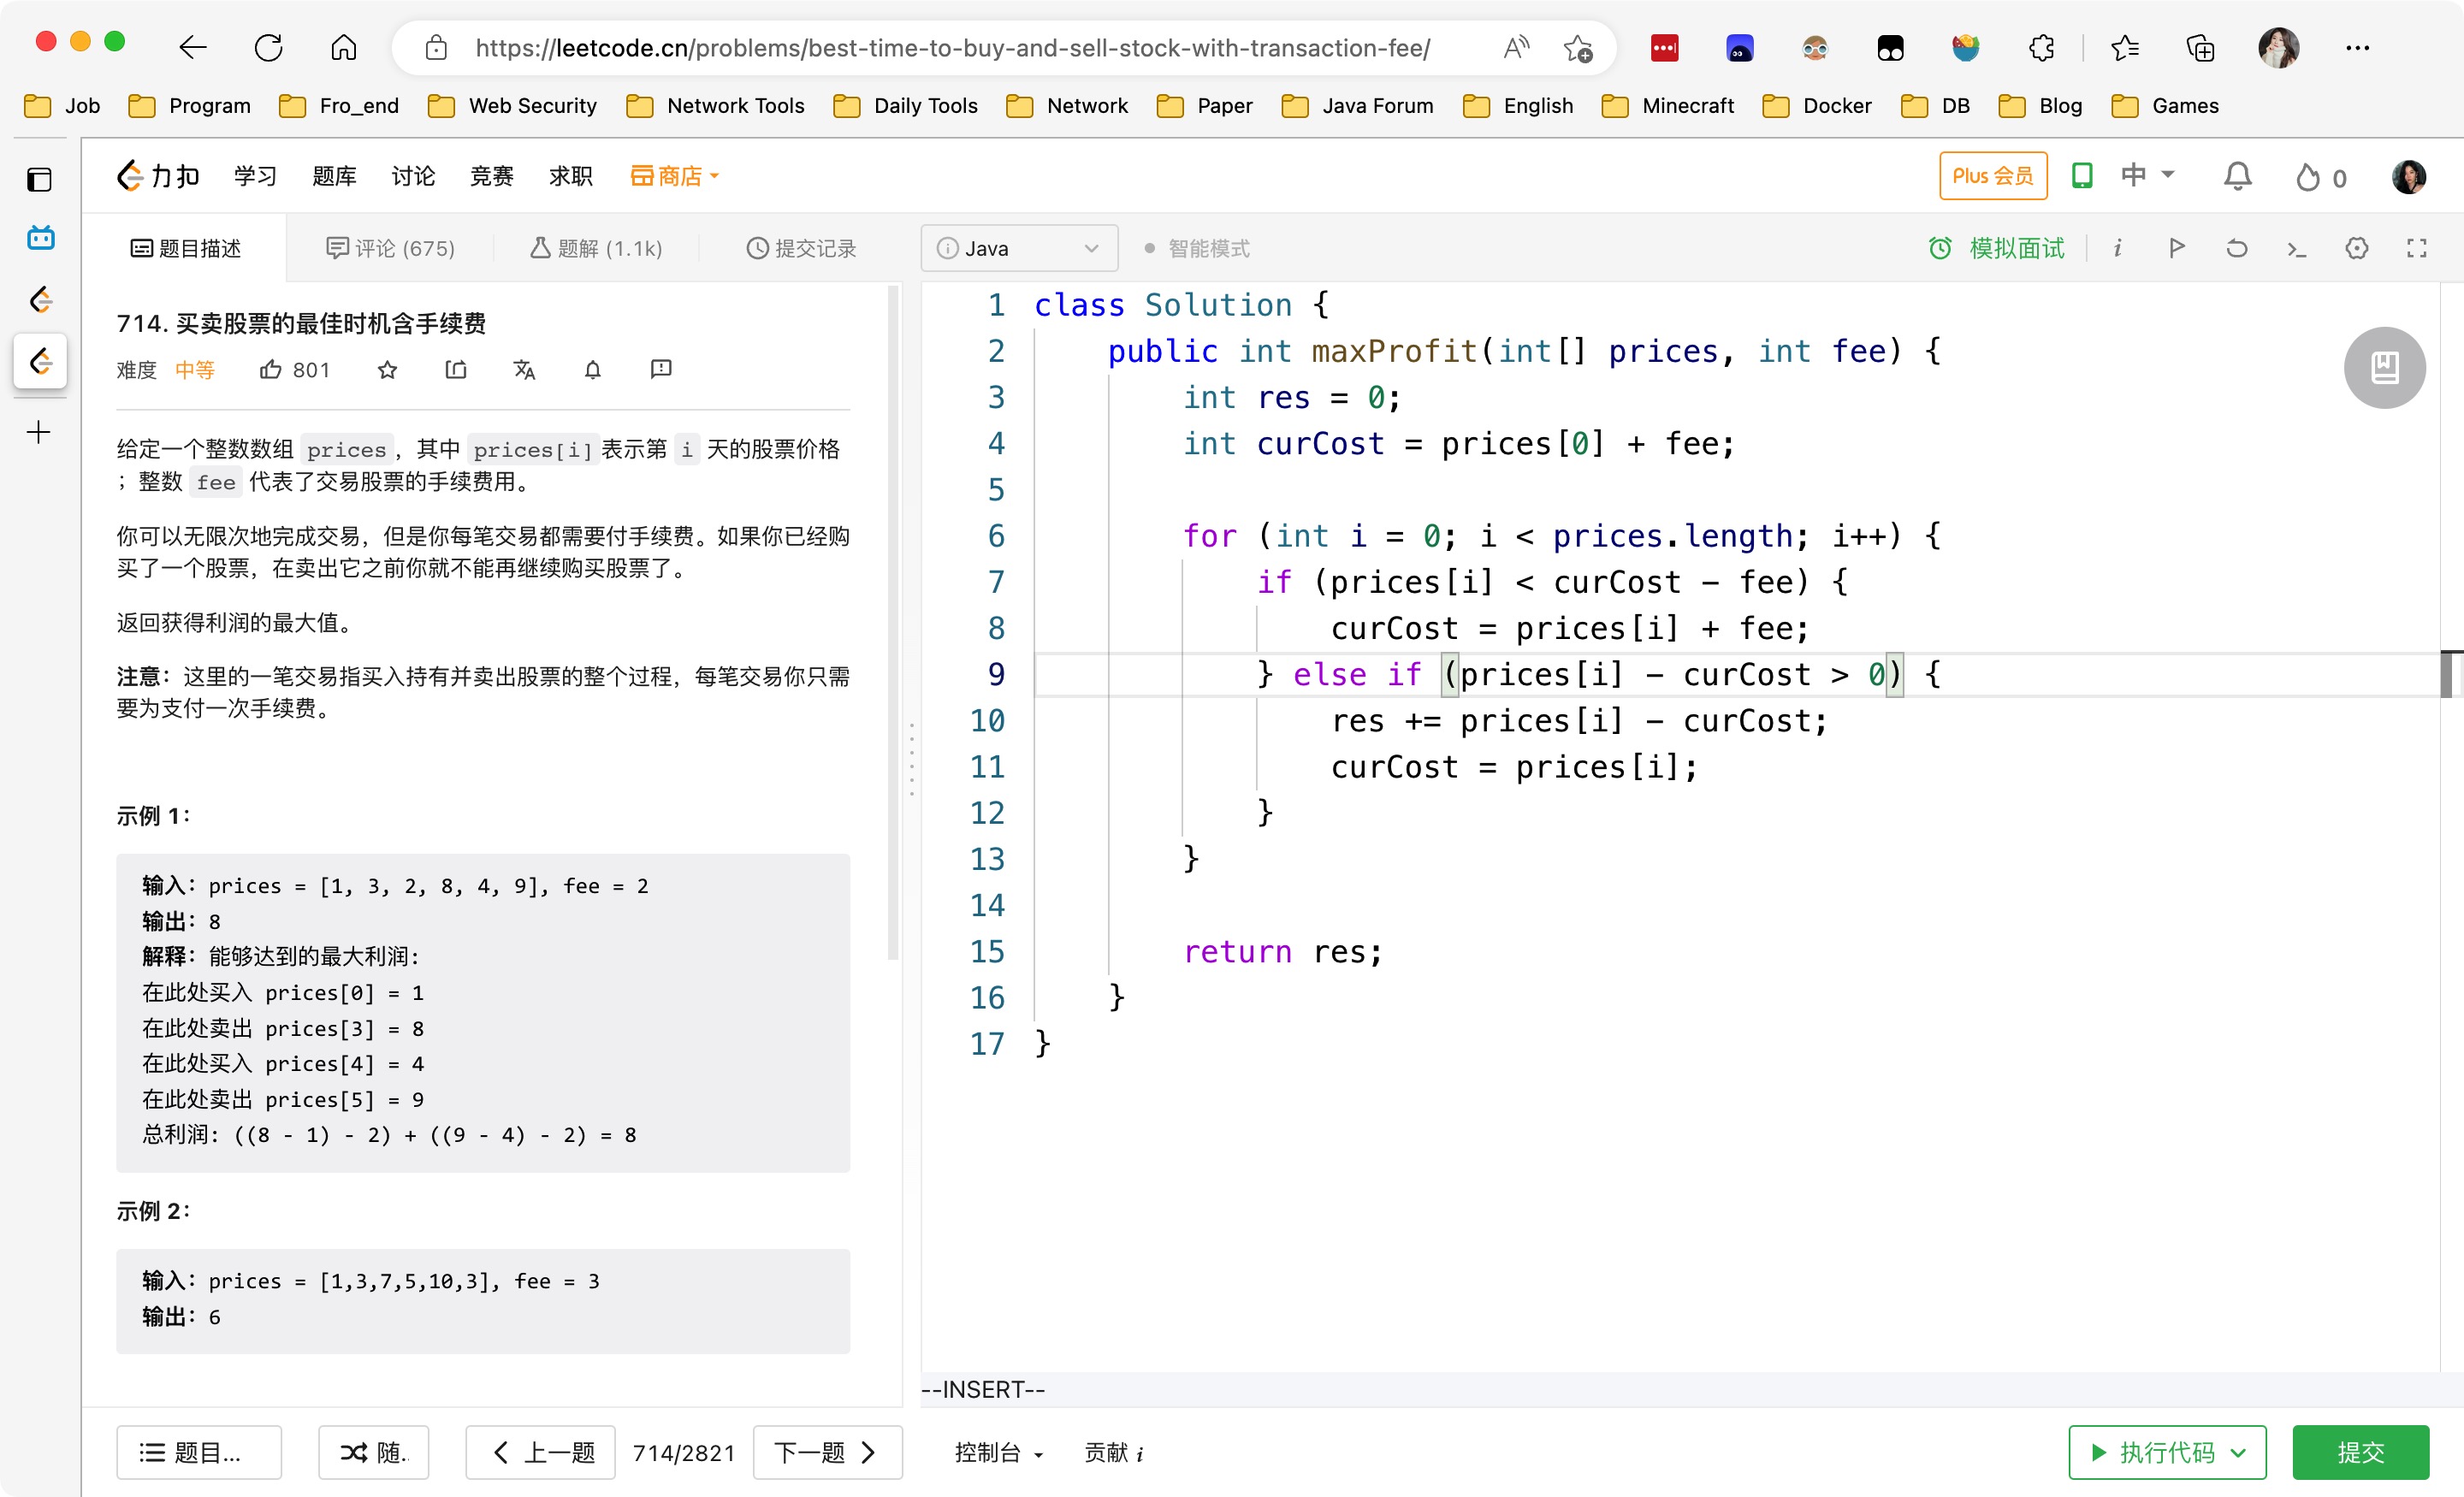 https://leetcode.cn/problems/best-time-to-buy-and-sell-stock-with-transaction-fee/
Job Program Fro_end Web Security Network Tools Daily Tools Network Paper Java Forum English Minecraft Docker DB Blog Games
力扣 学习 题库 讨论 竞赛 求职 商店 Plus 会员 中 0
题目描述 评论 (675) 题解 (1.1k) 提交记录
714. 买卖股票的最佳时机含手续费
难度 中等 801
给定一个整数数组 prices，其中 prices[i]表示第 i 天的股票价格
；整数 fee 代表了交易股票的手续费用。
你可以无限次地完成交易，但是你每笔交易都需要付手续费。如果你已经购
买了一个股票，在卖出它之前你就不能再继续购买股票了。
返回获得利润的最大值。
注意：这里的一笔交易指买入持有并卖出股票的整个过程，每笔交易你只需
要为支付一次手续费。
示例 1：
输入：prices = [1, 3, 2, 8, 4, 9], fee = 2
输出：8
解释：能够达到的最大利润:
在此处买入 prices[0] = 1
在此处卖出 prices[3] = 8
在此处买入 prices[4] = 4
在此处卖出 prices[5] = 9
总利润: ((8 - 1) - 2) + ((9 - 4) - 2) = 8
示例 2：
输入：prices = [1,3,7,5,10,3], fee = 3
输出：6
题目... 随. 上一题 714/2821 下一题
Java 智能模式 模拟面试
1 class Solution {
2 public int maxProfit(int[] prices, int fee) {
3 int res = 0;
4 int curCost = prices[0] + fee;
5
6 for (int i = 0; i < prices.length; i++) {
7 if (prices[i] < curCost - fee) {
8 curCost = prices[i] + fee;
9 } else if (prices[i] - curCost > 0) {
10 res += prices[i] - curCost;
11 curCost = prices[i];
12 }
13 }
14
15 return res;
16 }
17 }
--INSERT--
控制台 贡献 i 执行代码 提交